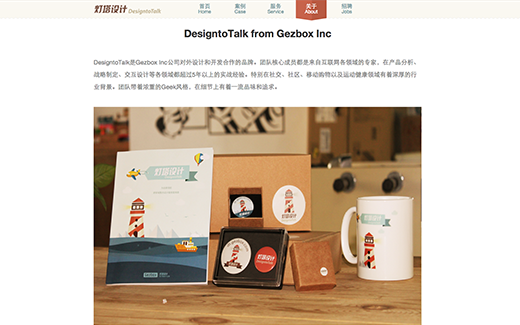 灯塔设计 DesigntoTalk
首页 案例 服务 关于 招聘
Home Case Service About Jobs
DesigntoTalk from Gezbox Inc
DesigntoTalk是Gezbox Inc公司对外设计和开发合作的品牌。团队核心成员都是来自互联网各领域的专家，在产品分析、
战略制定、交互设计等各领域都超过5年以上的实战经验。特别在社交、社区、移动购物以及运动健康领域有着深厚的行
业背景。团队带着浓重的Geek风格，在细节上有着一流品味和追求。
灯塔设计
灯塔设计
灯塔设计
灯塔设计